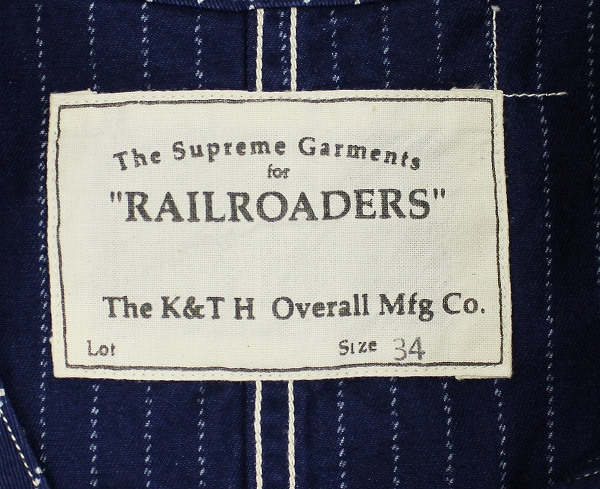 The Supreme Garments
for
"RAILROADERS"
The K&T H Overall Mfg Co.
Lot Size 34